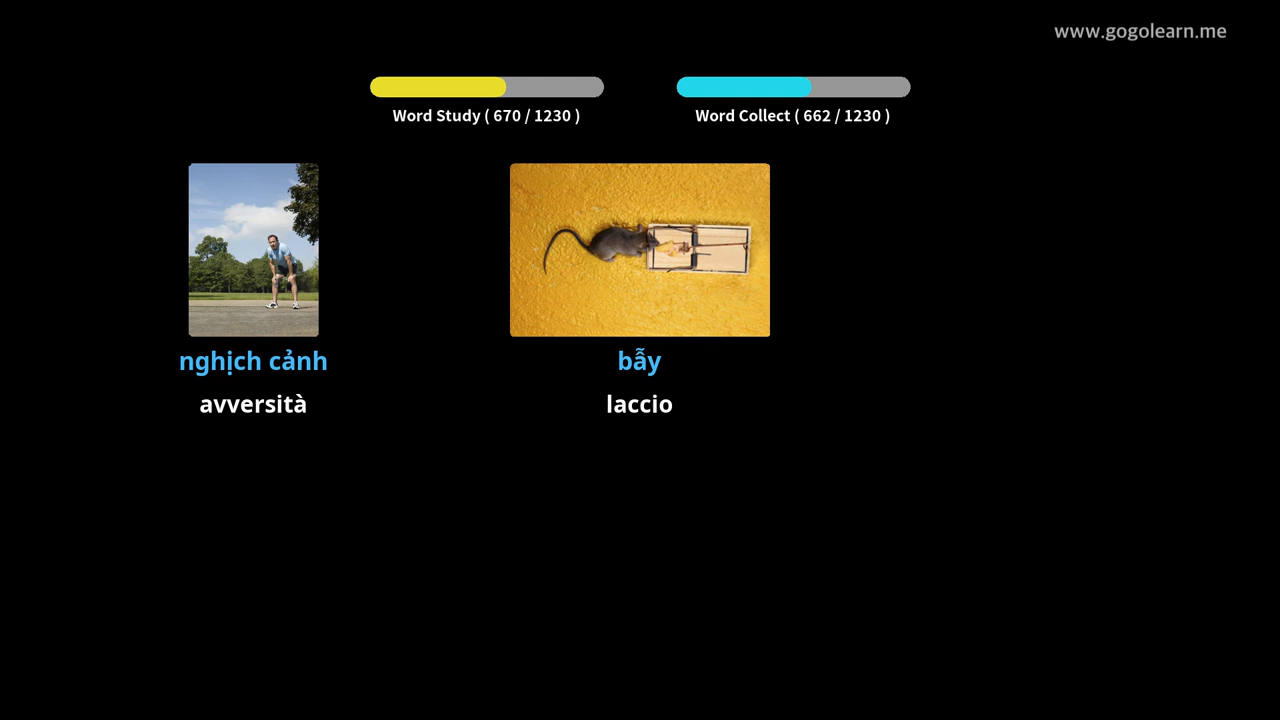 www.gogolearn.me
Word Study ( 670 / 1230 )
Word Collect ( 662 / 1230 )
nghịch cảnh
avversità
bẫy
laccio